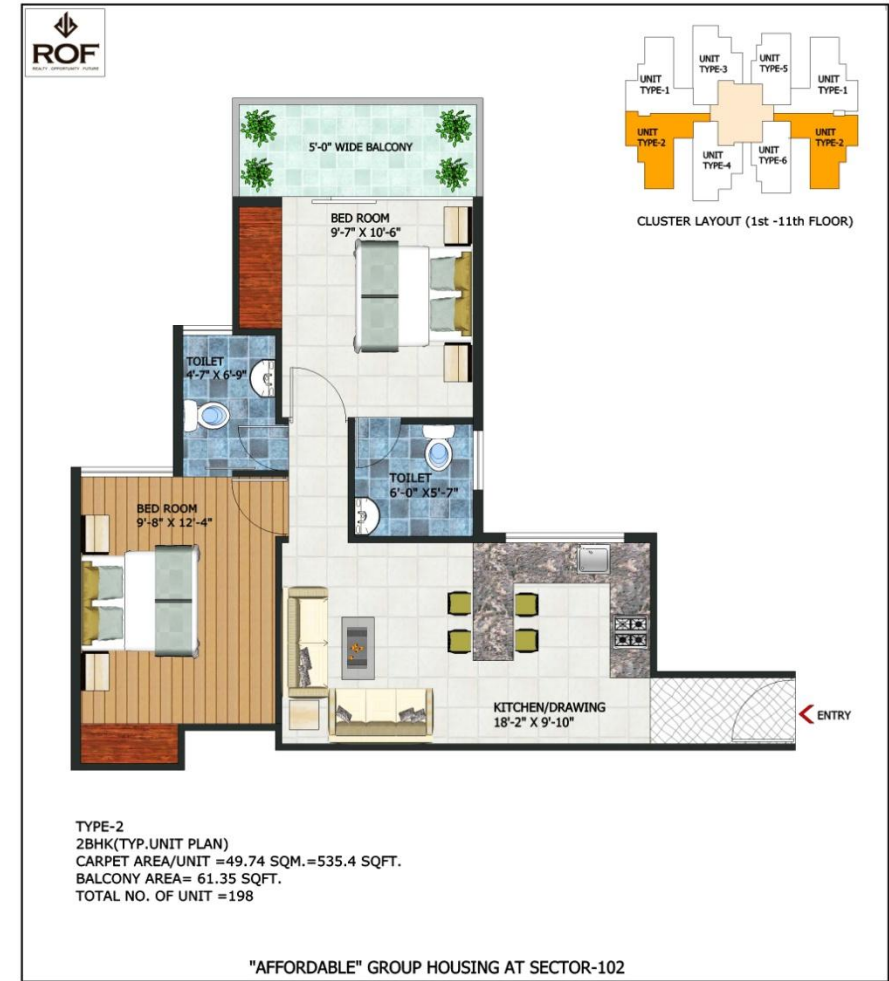 ROF
REALTY OPPORTUNITY FUTURE
UNIT
TYPE-1
UNIT
TYPE-3
UNIT
TYPE-5
UNIT
TYPE-1
UNIT
TYPE-2
UNIT
TYPE-4
UNIT
TYPE-6
UNIT
TYPE-2
CLUSTER LAYOUT (1st -11th FLOOR)
5'-0" WIDE BALCONY
BED ROOM
9'-7" X 10'-6"
TOILET
4'-7" X 6'-9"
TOILET
6'-0" X5'-7"
BED ROOM
9'-8" X 12'-4"
KITCHEN/DRAWING
18'-2" X 9'-10"
ENTRY
TYPE-2
2BHK(TYP.UNIT PLAN)
CARPET AREA/UNIT =49.74 SQM.=535.4 SQFT.
BALCONY AREA= 61.35 SQFT.
TOTAL NO. OF UNIT =198
"AFFORDABLE" GROUP HOUSING AT SECTOR-102